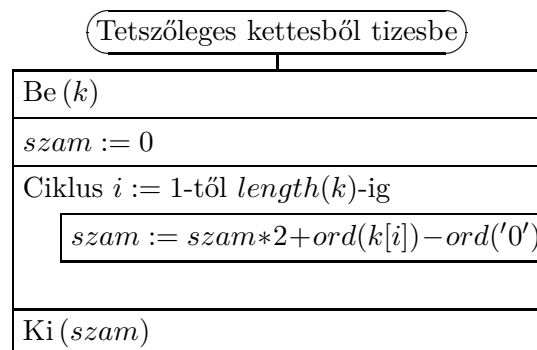 Tetszőleges kettesből tizesbe
Be (k)
szam := 0
Ciklus i := 1-től length(k)-ig
szam := szam*2+ord(k[i])−ord('0')
Ki (szam)